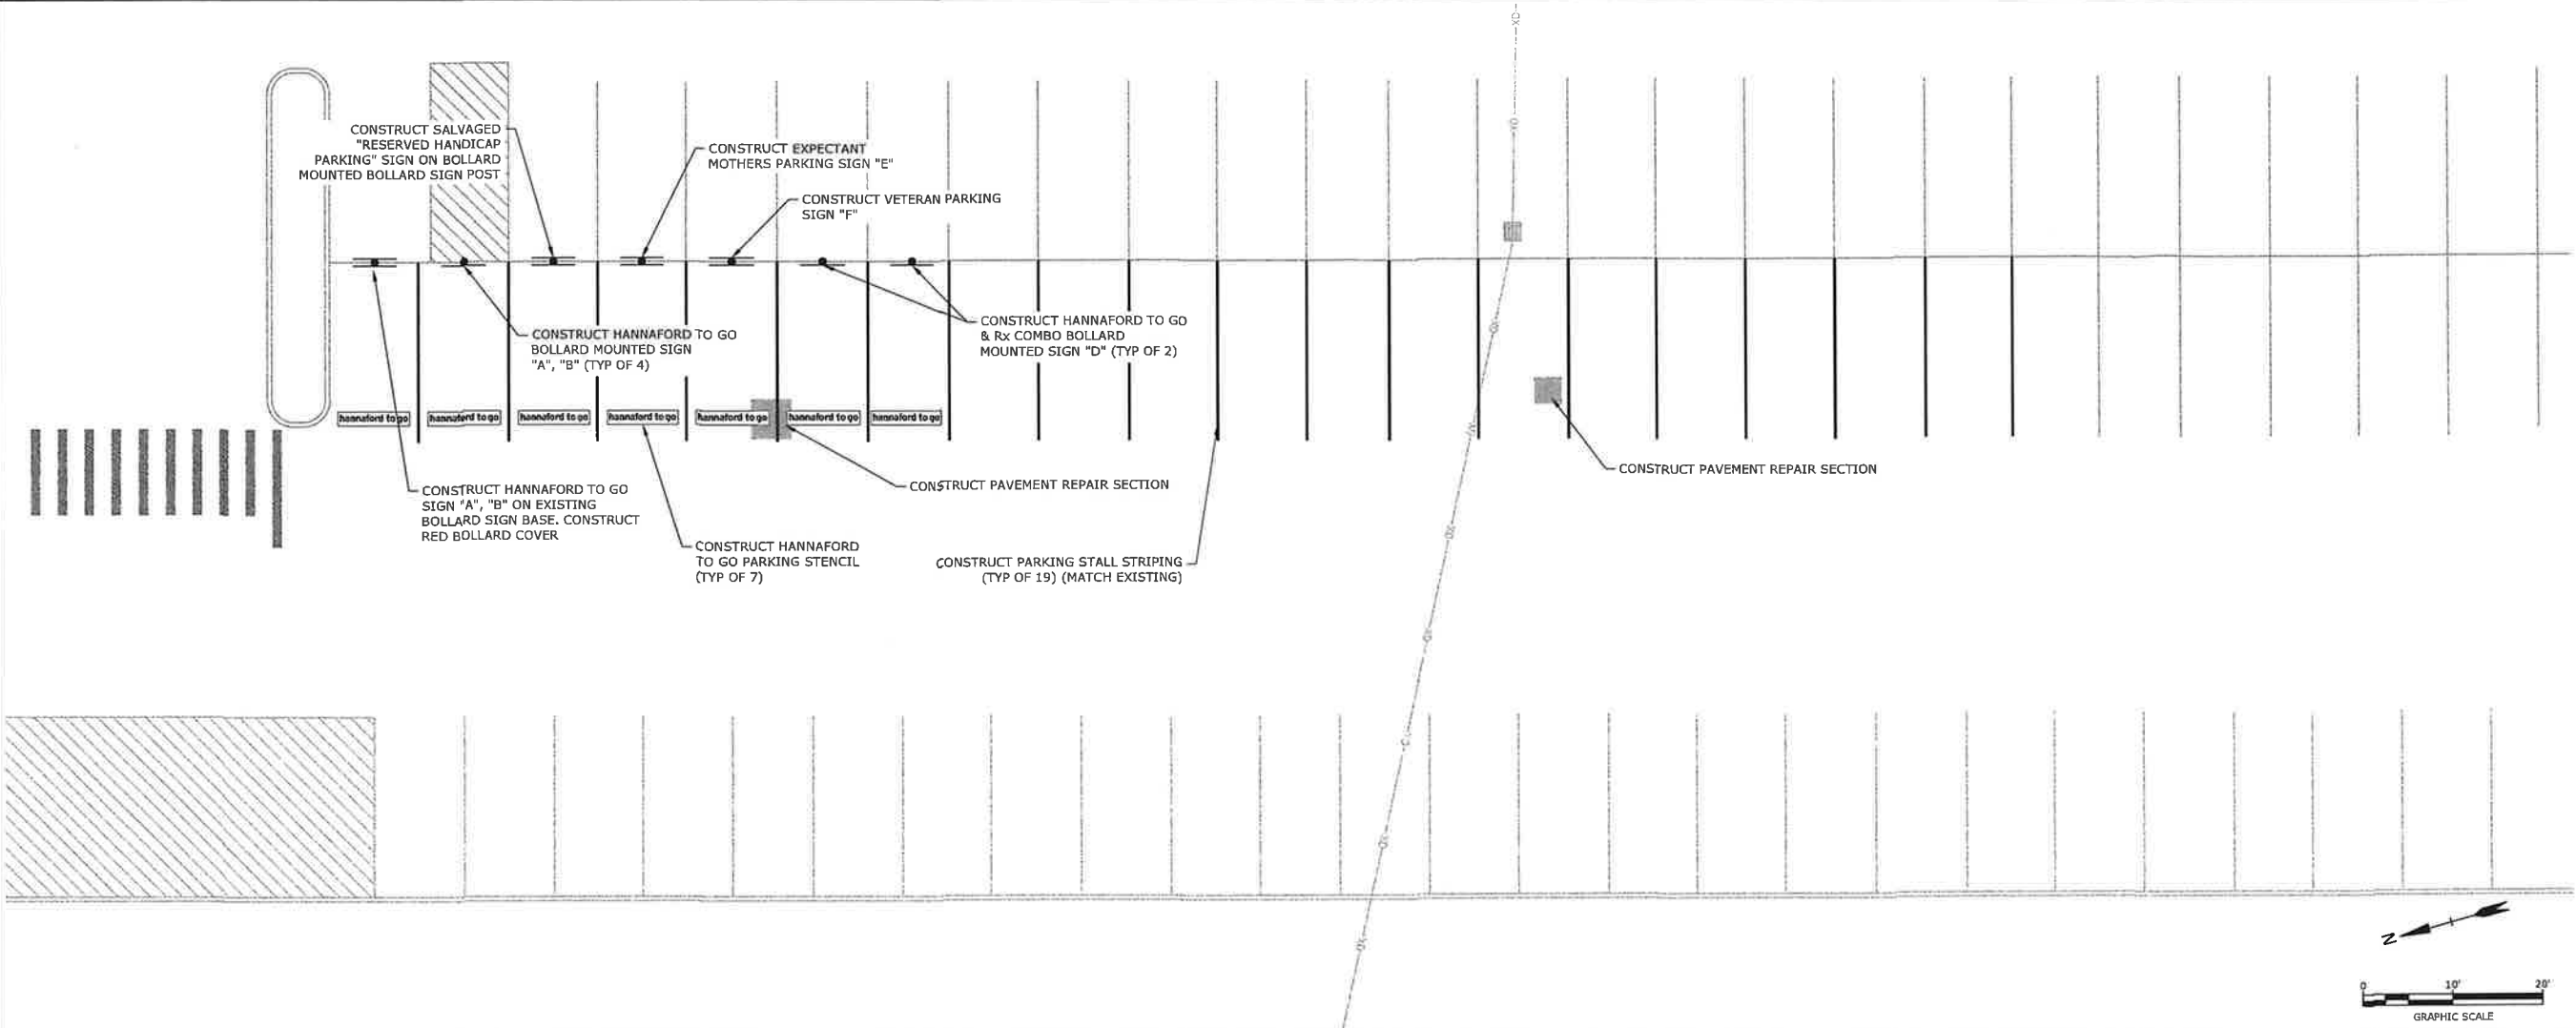 CONSTRUCT SALVAGED
"RESERVED HANDICAP
PARKING" SIGN ON BOLLARD
MOUNTED BOLLARD SIGN POST
CONSTRUCT EXPECTANT
MOTHERS PARKING SIGN "E"
CONSTRUCT VETERAN PARKING
SIGN "F"
CONSTRUCT HANNAFORD TO GO
BOLLARD MOUNTED SIGN
"A", "B" (TYP OF 4)
CONSTRUCT HANNAFORD TO GO
& Rx COMBO BOLLARD
MOUNTED SIGN "D" (TYP OF 2)
hannaford to go
hannaford to go
hannaford to go
hannaford to go
hannaford to go
hannaford to go
hannaford to go
CONSTRUCT HANNAFORD TO GO
SIGN "A", "B" ON EXISTING
BOLLARD SIGN BASE. CONSTRUCT
RED BOLLARD COVER
CONSTRUCT PAVEMENT REPAIR SECTION
CONSTRUCT PAVEMENT REPAIR SECTION
CONSTRUCT HANNAFORD
TO GO PARKING STENCIL
(TYP OF 7)
CONSTRUCT PARKING STALL STRIPING
(TYP OF 19) (MATCH EXISTING)
XD
N
0 10' 20'
GRAPHIC SCALE